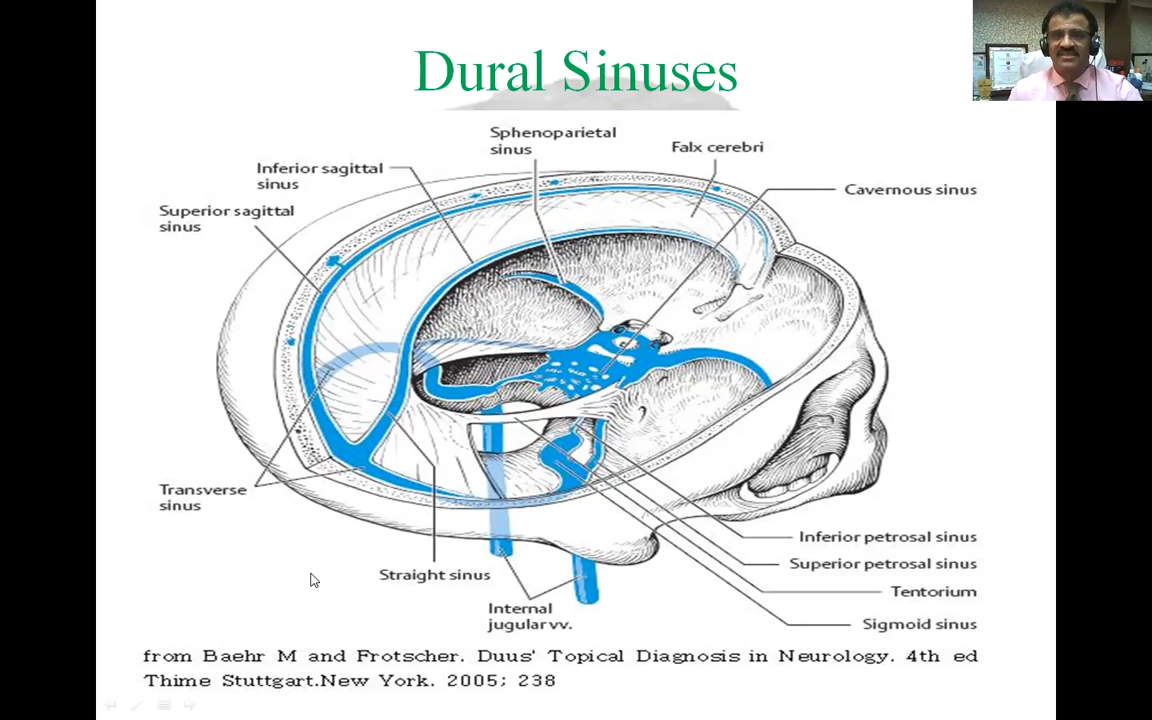 Dural Sinuses
Sphenoparietal
sinus
Falx cerebri
Inferior sagittal
sinus
Cavernous sinus
Superior sagittal
sinus
Transverse
sinus
Inferior petrosal sinus
Superior petrosal sinus
Straight sinus
Tentorium
Internal
jugular vv.
Sigmoid sinus
from Baehr M and Frotscher. Duus' Topical Diagnosis in Neurology. 4th ed
Thime Stuttgart.New York. 2005; 238